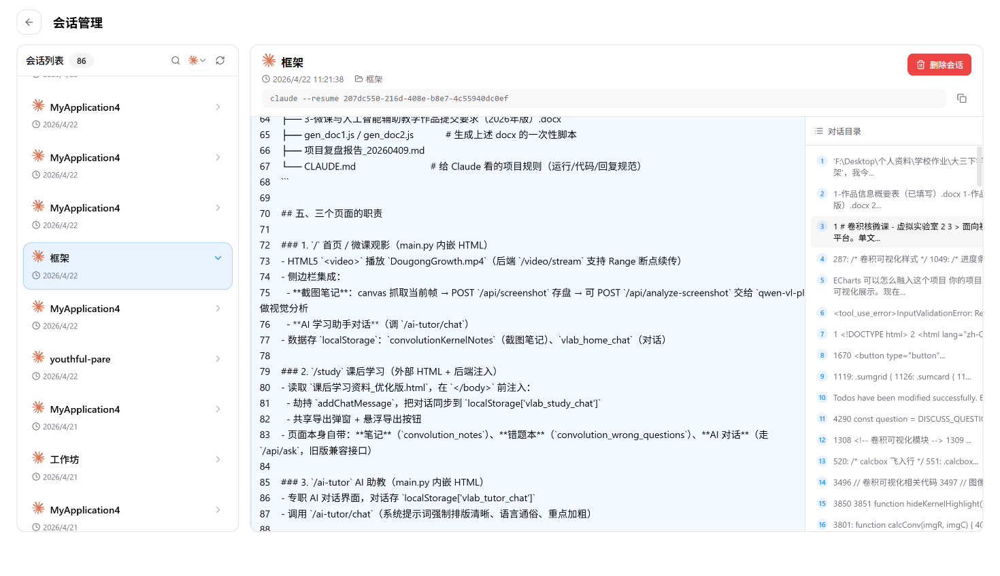 会话管理
会话列表 86
MyApplication4
2026/4/22
MyApplication4
2026/4/22
MyApplication4
2026/4/22
框架
2026/4/22
MyApplication4
2026/4/22
youthful-pare
2026/4/22
MyApplication4
2026/4/21
工作坊
2026/4/21
MyApplication4
2026/4/21
框架
删除会话
2026/4/22 11:21:38 框架
claude --resume 207dc550-216d-408e-b8e7-4c55940dc0ef
64 ├── 3-微课与人工智能辅助教学作品提交要求（2026年版）.docx
65 ├── gen_doc1.js / gen_doc2.js # 生成上述 docx 的一次性脚本
66 ├── 项目复盘报告_20260409.md
67 └── CLAUDE.md # 给 Claude 看的项目规则（运行/代码/回复规范）
68 ```
69
70 ## 五、三个页面的职责
71
72 ### 1. `/` 首页 / 微课观影（main.py 内嵌 HTML）
73 - HTML5 `<video>` 播放 `DougongGrowth.mp4`（后端 `/video/stream` 支持 Range 断点续传）
74 - 侧边栏集成：
75 - **截图笔记**：canvas 抓取当前帧 → POST `/api/screenshot` 存盘 → 可 POST `/api/analyze-screenshot` 交给 `qwen-vl-pl
做视觉分析
76 - **AI 学习助手对话**（调 `/ai-tutor/chat`）
77 - 数据存 `localStorage`：`convolutionKernelNotes`（截图笔记）、`vlab_home_chat`（对话）
78
79 ### 2. `/study` 课后学习（外部 HTML + 后端注入）
80 - 读取 `课后学习资料_优化版.html`，在 `</body>` 前注入：
81 - 劫持 `addChatMessage`，把对话同步到 `localStorage['vlab_study_chat']`
82 - 共享导出弹窗 + 悬浮导出按钮
83 - 页面本身自带：**笔记**（`convolution_notes`）、**错题本**（`convolution_wrong_questions`）、**AI 对话**（走
`/api/ask`，旧版兼容接口）
84
85 ### 3. `/ai-tutor` AI 助教（main.py 内嵌 HTML）
86 - 专职 AI 对话界面，对话存 `localStorage['vlab_tutor_chat']`
87 - 调用 `/ai-tutor/chat`（系统提示词强制排版清晰、语言通俗、重点加粗）
88
对话目录
1 'F:\Desktop\个人资料\学校作业\大三下\
架'，我今...
2 1-作品信息概要表（已填写）.docx 1-作品
版）.docx 2...
3 1 # 卷积核微课 - 虚拟实验室 2 3 > 面向初
平台。单文...
4 287: /* 卷积可视化样式 */ 1049: /* 进度条
5 ECharts 可以怎么融入这个项目 你的项目
可视化展示。现在...
6 <tool_use_error>InputValidationError: Re
7 1 <!DOCTYPE html> 2 <html lang="zh-C
8 1670 <button type="button"...
9 1119: .sumgrid { 1126: .sumcard { 11...
10 Todos have been modified successfully. E
11 4290 const question = DISCUSS_QUESTIO
12 1308 <!-- 卷积可视化模块 --> 1309 ...
13 520: /* calcbox 飞入行 */ 551: .calcbox...
14 3496 // 卷积可视化相关代码 3497 // 图像
15 3850 3851 function hideKernelHighlight(
16 3801: function calcConv(imgR, imgC) { 40